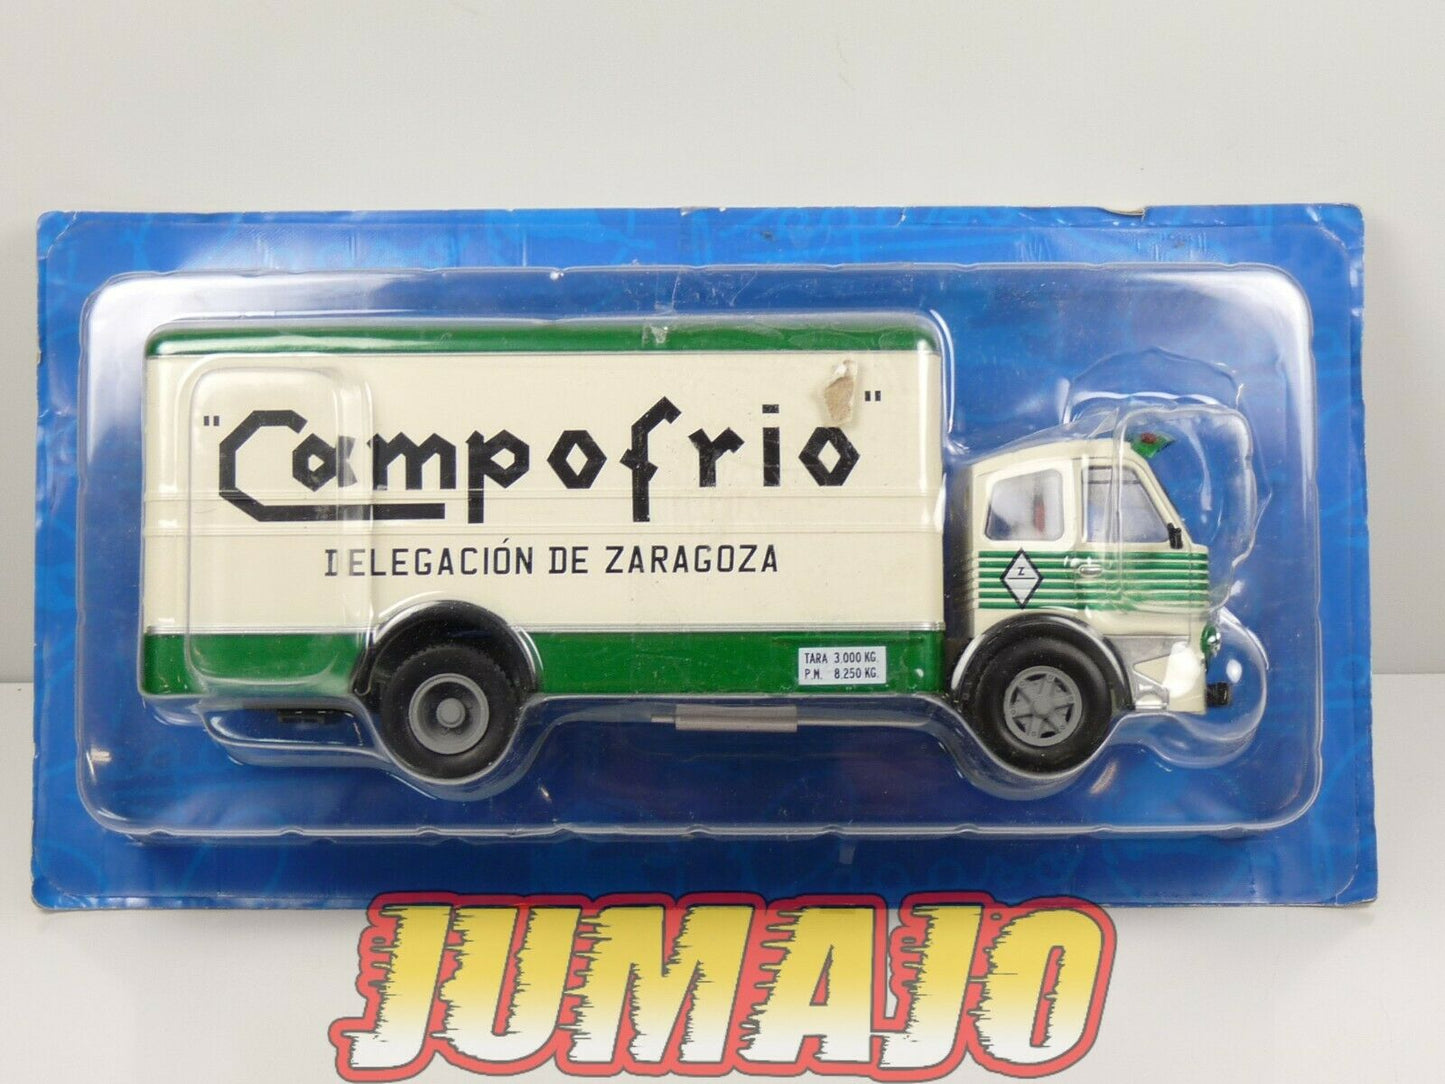 "Campofrio"
DELEGACIÓN DE ZARAGOZA
Z
TARA 3,000 KG.
P.M. 8,250 KG.
JUMAJO